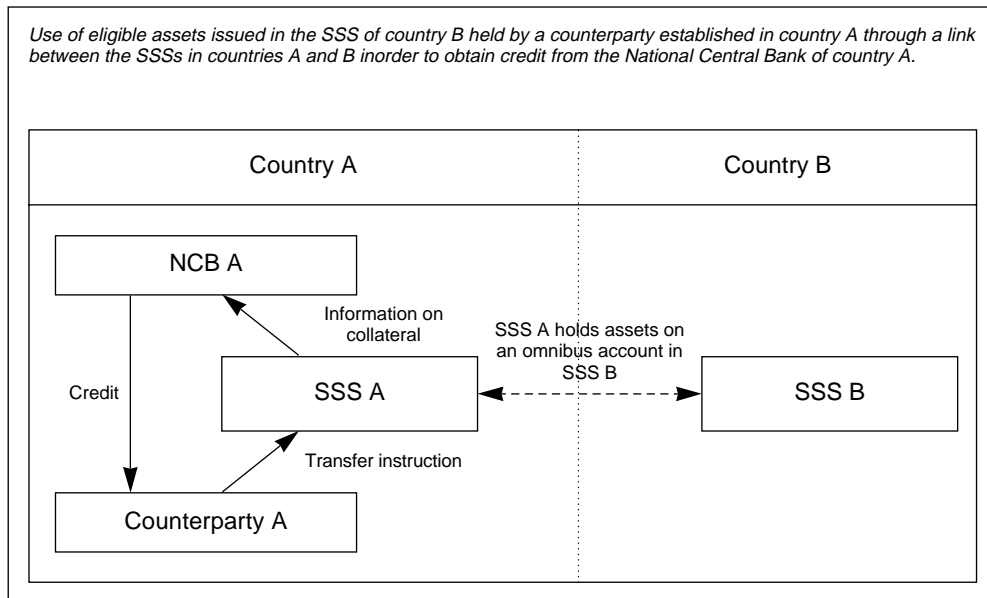 Use of eligible assets issued in the SSS of country B held by a counterparty established in country A through a link
between the SSSs in countries A and B inorder to obtain credit from the National Central Bank of country A.
Country A
Country B
NCB A
Information on
collateral
SSS A holds assets on
an omnibus account in
SSS B
Credit
SSS A
SSS B
Transfer instruction
Counterparty A